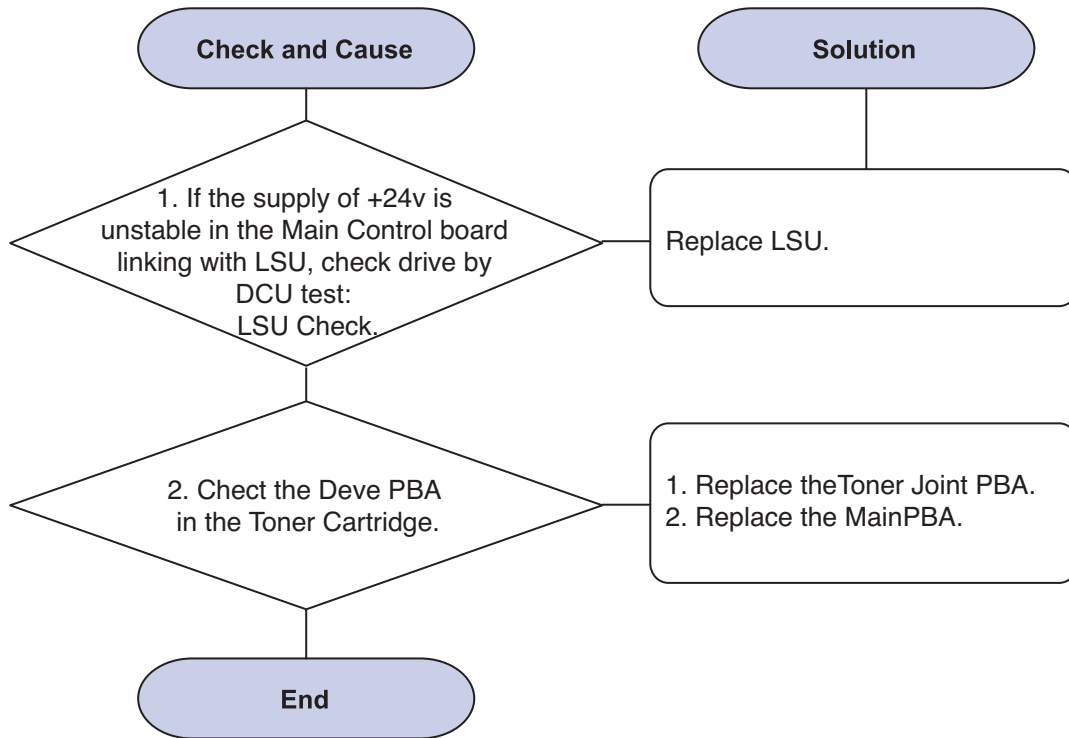 Check and Cause
Solution
1. If the supply of +24v is
unstable in the Main Control board
linking with LSU, check drive by
DCU test:
LSU Check.
Replace LSU.
2. Chect the Deve PBA
in the Toner Cartridge.
1. Replace theToner Joint PBA.
2. Replace the MainPBA.
End